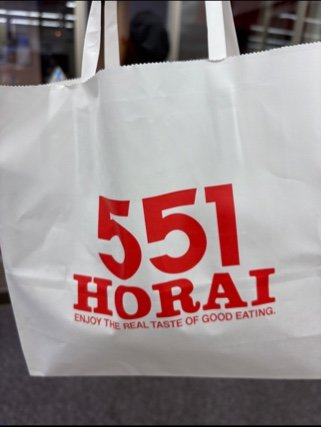 551
HORAI
ENJOY THE REAL TASTE OF GOOD EATING.